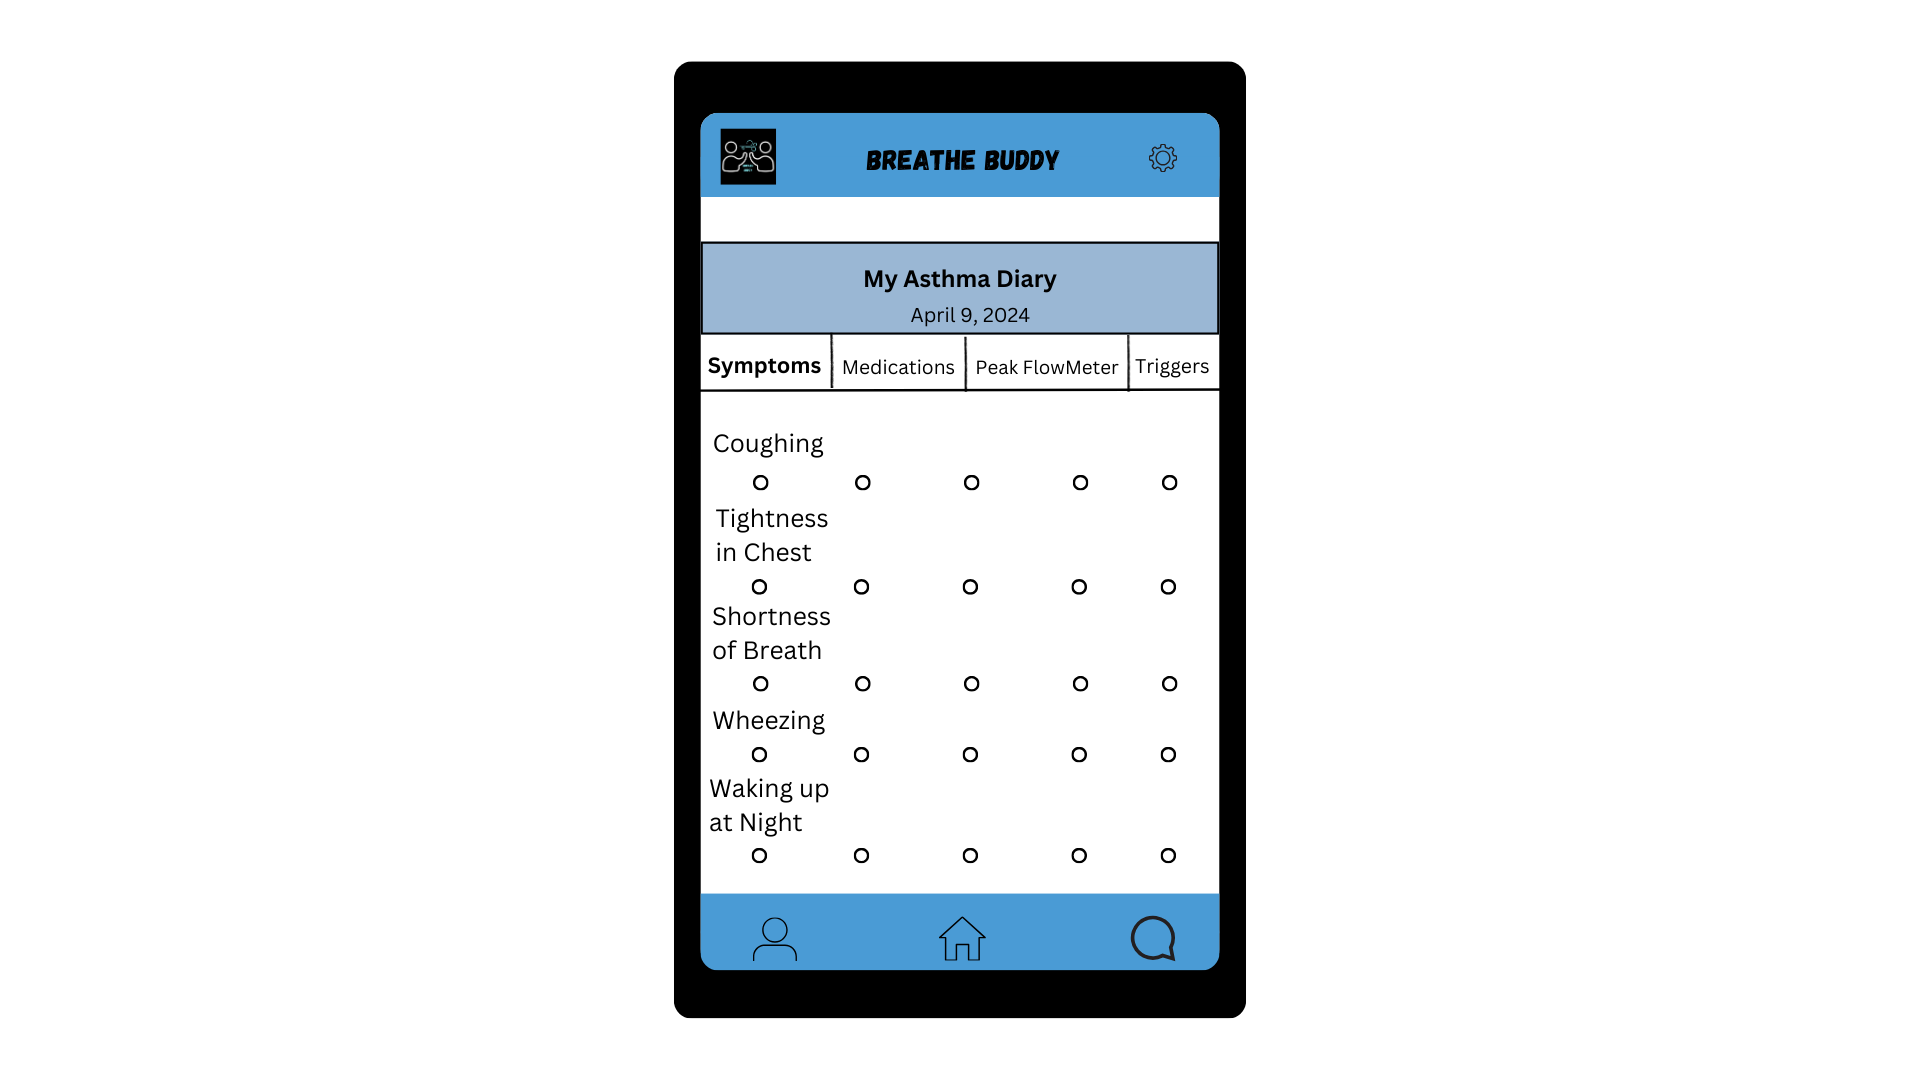 BREATHE BUDDY
My Asthma Diary
April 9, 2024
Symptoms Medications Peak FlowMeter Triggers
Coughing
Tightness
in Chest
Shortness
of Breath
Wheezing
Waking up
at Night